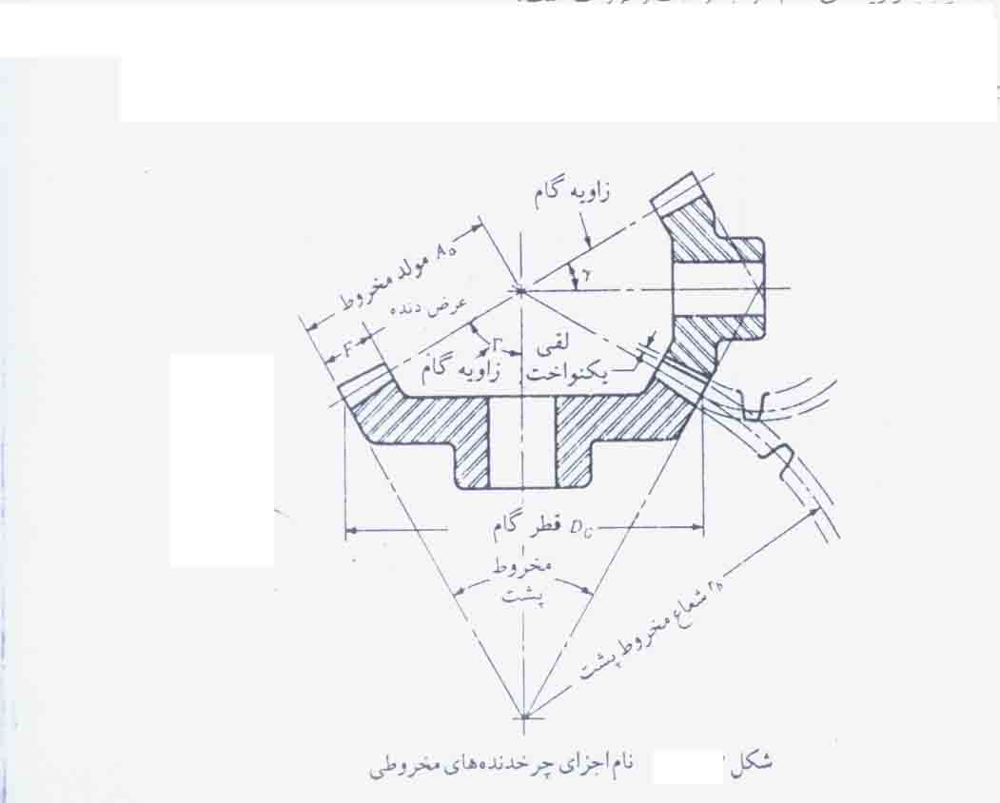 زاویه گام
γ
A₀ مولد مخروط
عرض دنده
F
Γ
زاویه گام
لقی
یکنواخت
قطر گام D_G
مخروط
پشت
شعاع مخروط پشت r_b
شکل
نام اجزای چرخدنده‌های مخروطی